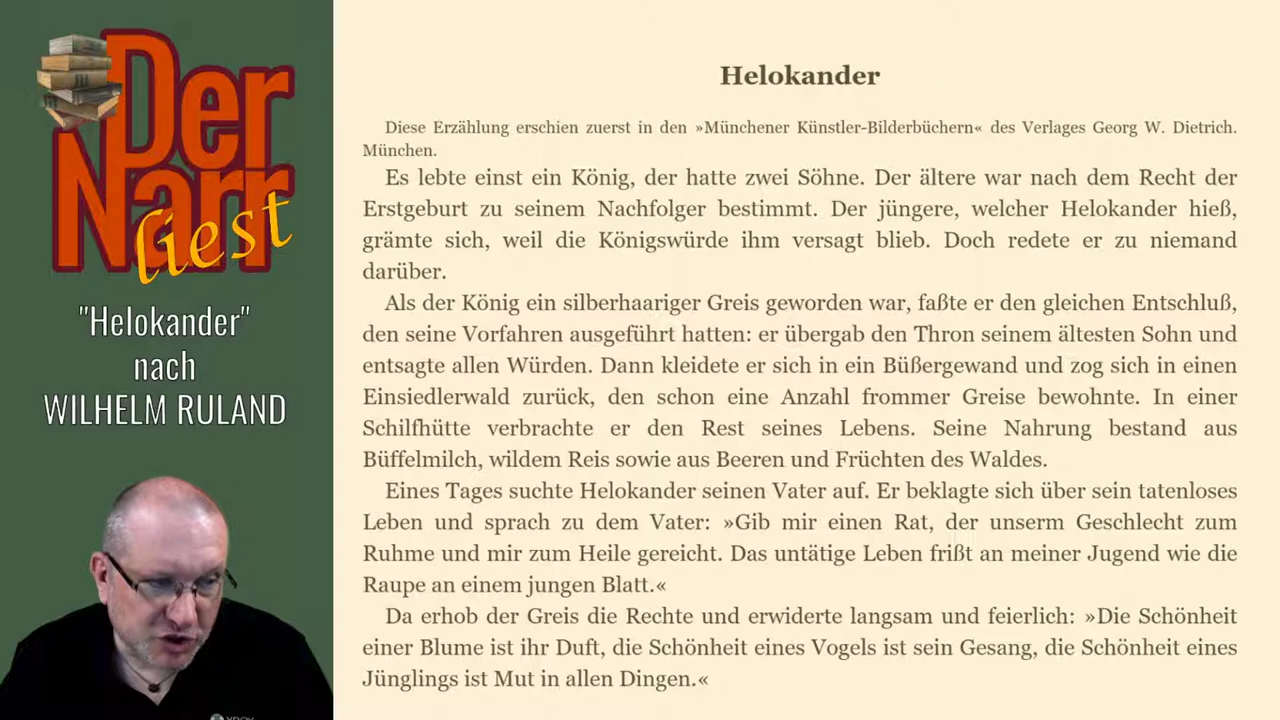 Der
Narr
liest
"Helokander"
nach
WILHELM RULAND
Helokander
Diese Erzählung erschien zuerst in den »Münchener Künstler-Bilderbüchern« des Verlages Georg W. Dietrich.
München.
Es lebte einst ein König, der hatte zwei Söhne. Der ältere war nach dem Recht der
Erstgeburt zu seinem Nachfolger bestimmt. Der jüngere, welcher Helokander hieß,
grämte sich, weil die Königswürde ihm versagt blieb. Doch redete er zu niemand
darüber.
Als der König ein silberhaariger Greis geworden war, faßte er den gleichen Entschluß,
den seine Vorfahren ausgeführt hatten: er übergab den Thron seinem ältesten Sohn und
entsagte allen Würden. Dann kleidete er sich in ein Büßergewand und zog sich in einen
Einsiedlerwald zurück, den schon eine Anzahl frommer Greise bewohnte. In einer
Schilfhütte verbrachte er den Rest seines Lebens. Seine Nahrung bestand aus
Büffelmilch, wildem Reis sowie aus Beeren und Früchten des Waldes.
Eines Tages suchte Helokander seinen Vater auf. Er beklagte sich über sein tatenloses
Leben und sprach zu dem Vater: »Gib mir einen Rat, der unserm Geschlecht zum
Ruhme und mir zum Heile gereicht. Das untätige Leben frißt an meiner Jugend wie die
Raupe an einem jungen Blatt.«
Da erhob der Greis die Rechte und erwiderte langsam und feierlich: »Die Schönheit
einer Blume ist ihr Duft, die Schönheit eines Vogels ist sein Gesang, die Schönheit eines
Jünglings ist Mut in allen Dingen.«